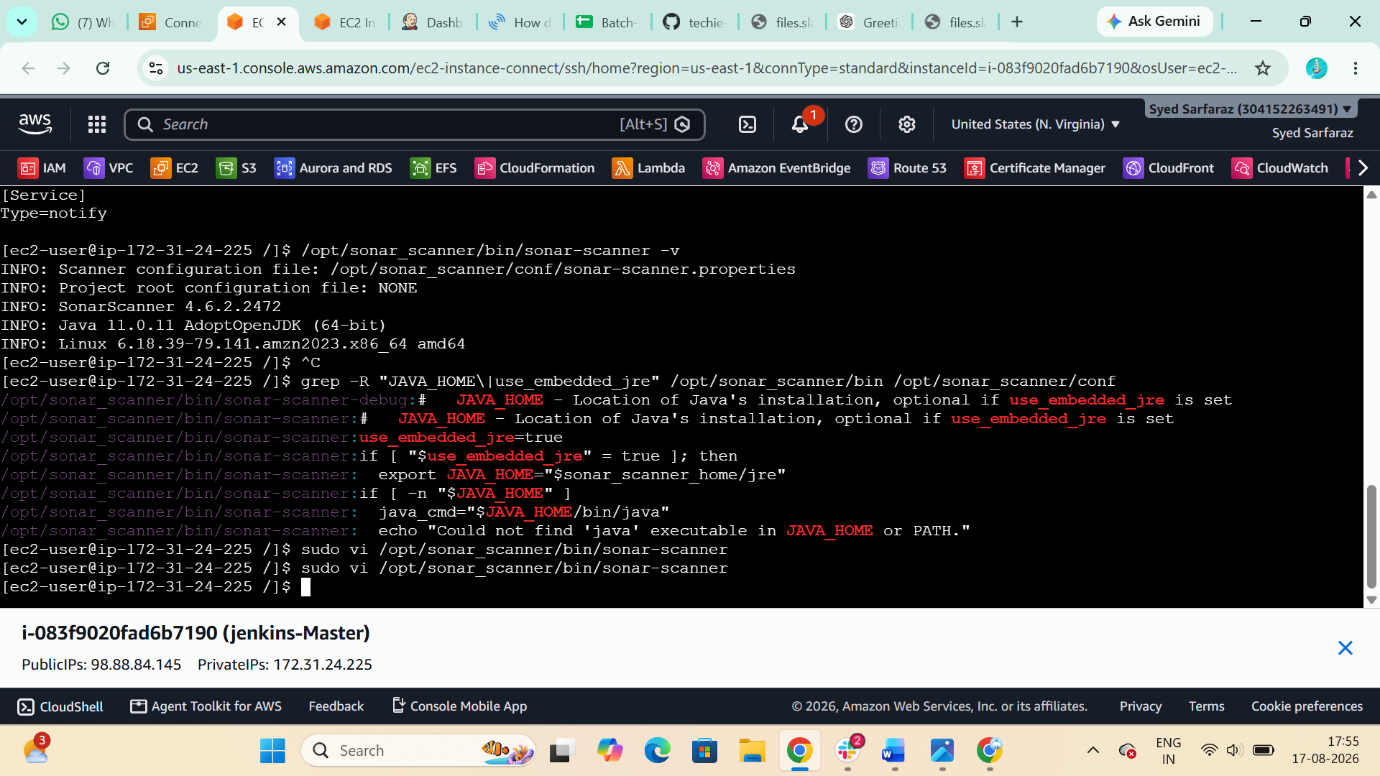 (7) Wh
Conne
EC
EC2 In
Dashb
How d
Batch-
techie
files.sl
Greeti
files.sl
Ask Gemini
us-east-1.console.aws.amazon.com/ec2-instance-connect/ssh/home?region=us-east-1&connType=standard&instanceId=i-083f9020fad6b7190&osUser=ec2-...
aws
Search [Alt+S]
1
United States (N. Virginia)
Syed Sarfaraz (304152263491)
Syed Sarfaraz
IAM VPC EC2 S3 Aurora and RDS EFS CloudFormation Lambda Amazon EventBridge Route 53 Certificate Manager CloudFront CloudWatch
[Service]
Type=notify
[ec2-user@ip-172-31-24-225 /]$ /opt/sonar_scanner/bin/sonar-scanner -v
INFO: Scanner configuration file: /opt/sonar_scanner/conf/sonar-scanner.properties
INFO: Project root configuration file: NONE
INFO: SonarScanner 4.6.2.2472
INFO: Java 11.0.11 AdoptOpenJDK (64-bit)
INFO: Linux 6.18.39-79.141.amzn2023.x86_64 amd64
[ec2-user@ip-172-31-24-225 /]$ ^C
[ec2-user@ip-172-31-24-225 /]$ grep -R "JAVA_HOME\|use_embedded_jre" /opt/sonar_scanner/bin /opt/sonar_scanner/conf
/opt/sonar_scanner/bin/sonar-scanner-debug:#   JAVA_HOME - Location of Java's installation, optional if use_embedded_jre is set
/opt/sonar_scanner/bin/sonar-scanner:#   JAVA_HOME - Location of Java's installation, optional if use_embedded_jre is set
/opt/sonar_scanner/bin/sonar-scanner:use_embedded_jre=true
/opt/sonar_scanner/bin/sonar-scanner:if [ "$use_embedded_jre" = true ]; then
/opt/sonar_scanner/bin/sonar-scanner:  export JAVA_HOME="$sonar_scanner_home/jre"
/opt/sonar_scanner/bin/sonar-scanner:if [ -n "$JAVA_HOME" ]
/opt/sonar_scanner/bin/sonar-scanner:  java_cmd="$JAVA_HOME/bin/java"
/opt/sonar_scanner/bin/sonar-scanner:  echo "Could not find 'java' executable in JAVA_HOME or PATH."
[ec2-user@ip-172-31-24-225 /]$ sudo vi /opt/sonar_scanner/bin/sonar-scanner
[ec2-user@ip-172-31-24-225 /]$ sudo vi /opt/sonar_scanner/bin/sonar-scanner
[ec2-user@ip-172-31-24-225 /]$
i-083f9020fad6b7190 (jenkins-Master)
PublicIPs: 98.88.84.145 PrivateIPs: 172.31.24.225
CloudShell Agent Toolkit for AWS Feedback Console Mobile App © 2026, Amazon Web Services, Inc. or its affiliates. Privacy Terms Cookie preferences
3
Search
2
ENG
IN
17:55
17-08-2026